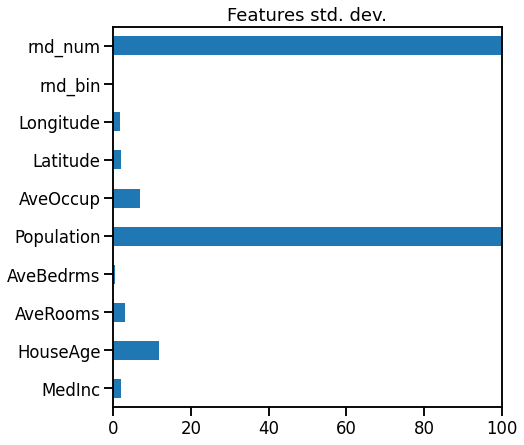 Features std. dev.
rnd_num
rnd_bin
Longitude
Latitude
AveOccup
Population
AveBedrms
AveRooms
HouseAge
MedInc
0 20 40 60 80 100